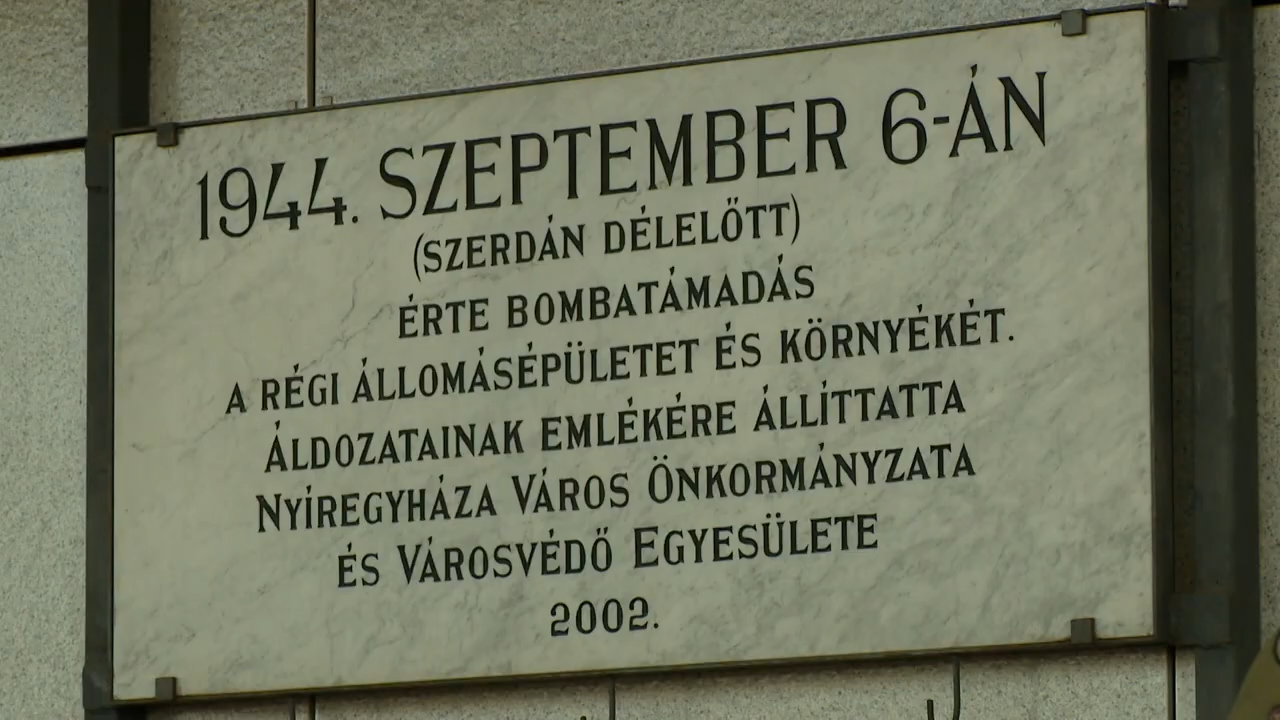 1944. SZEPTEMBER 6-ÁN
(SZERDÁN DÉLELŐTT)
ÉRTE BOMBATÁMADÁS
A RÉGI ÁLLOMÁSÉPÜLETET ÉS KÖRNYÉKÉT.
ÁLDOZATAINAK EMLÉKÉRE ÁLLÍTTATTA
NYÍREGYHÁZA VÁROS ÖNKORMÁNYZATA
ÉS VÁROSVÉDŐ EGYESÜLETE
2002.